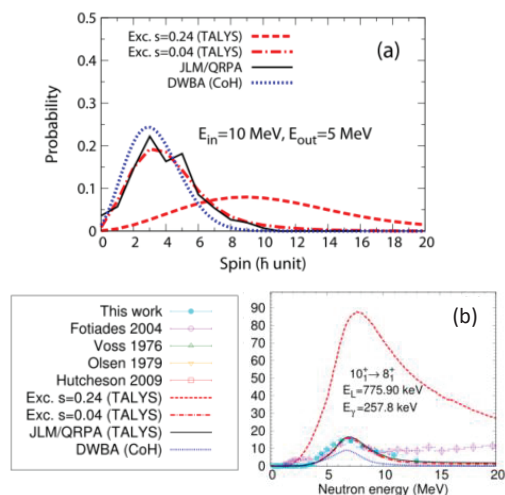 Exc. s=0.24 (TALYS)
Exc. s=0.04 (TALYS)
JLM/QRPA
DWBA (CoH)
(a)
E_in=10 MeV, E_out=5 MeV
Probability
0.5
0.4
0.3
0.2
0.1
0
0 2 4 6 8 10 12 14 16 18 20
Spin (ħ unit)
This work
Fotiades 2004
Voss 1976
Olsen 1979
Hutcheson 2009
Exc. s=0.24 (TALYS)
Exc. s=0.04 (TALYS)
JLM/QRPA (TALYS)
DWBA (CoH)
(b)
10₁⁺→ 8₁⁺
E_L=775.90 keV
E_γ=257.8 keV
90
80
70
60
50
40
30
20
10
0
0 5 10 15 20
Neutron energy (MeV)